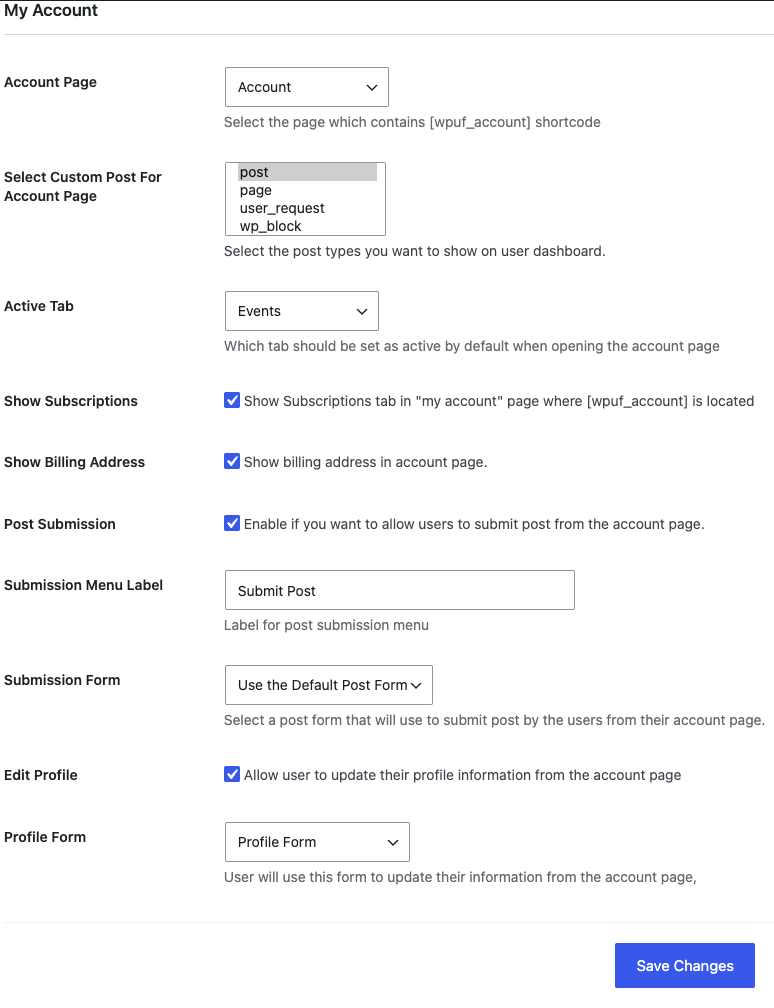 My Account
Account Page
Account
Select the page which contains [wpuf_account] shortcode
Select Custom Post For
Account Page
post
page
user_request
wp_block
Select the post types you want to show on user dashboard.
Active Tab
Events
Which tab should be set as active by default when opening the account page
Show Subscriptions
Show Subscriptions tab in "my account" page where [wpuf_account] is located
Show Billing Address
Show billing address in account page.
Post Submission
Enable if you want to allow users to submit post from the account page.
Submission Menu Label
Submit Post
Label for post submission menu
Submission Form
Use the Default Post Form
Select a post form that will use to submit post by the users from their account page.
Edit Profile
Allow user to update their profile information from the account page
Profile Form
Profile Form
User will use this form to update their information from the account page,
Save Changes